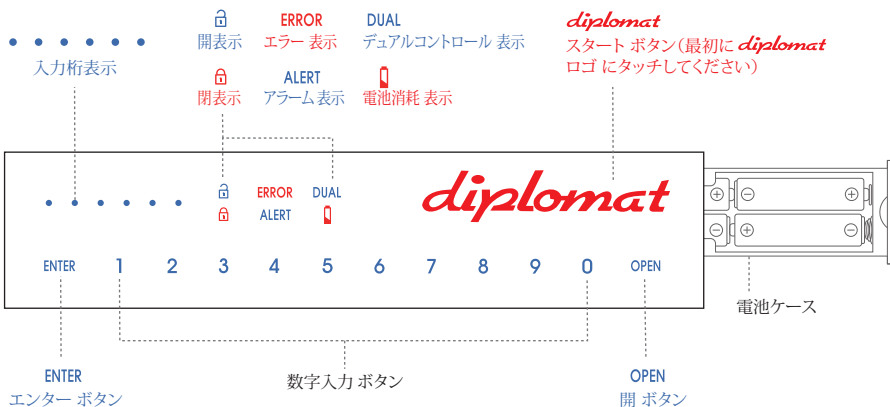 ERROR
DUAL
開表示
エラー 表示
デュアルコントロール 表示
入力桁表示
ALERT
閉表示
アラーム 表示
電池消耗 表示
diplomat
スタート ボタン（最初に diplomat
ロゴ にタッチしてください）
ERROR DUAL
ALERT
diplomat
ENTER 1 2 3 4 5 6 7 8 9 0 OPEN
電池ケース
ENTER
エンター ボタン
数字入力 ボタン
OPEN
開 ボタン